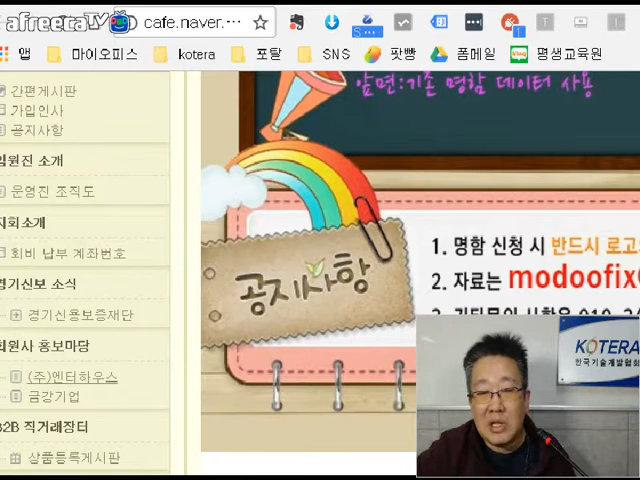 afreecaTV
cafe.naver.···
앱 마이오피스 kotera 포탈 SNS 팟빵 폼메일 평생교육원
간편게시판
가입인사
공지사항
임원진 소개
운영진 조직도
지회소개
회비 납부 계좌번호
경기신보 소식
경기신용보증재단
회원사 홍보마당
(주)엔터하우스
금강기업
B2B 직거래장터
상품등록게시판
앞면:기존 명함 데이터 사용
공지사항
1. 명함 신청 시 반드시 로고
2. 자료는 modoofix
KOTERA
한국기술개발협회